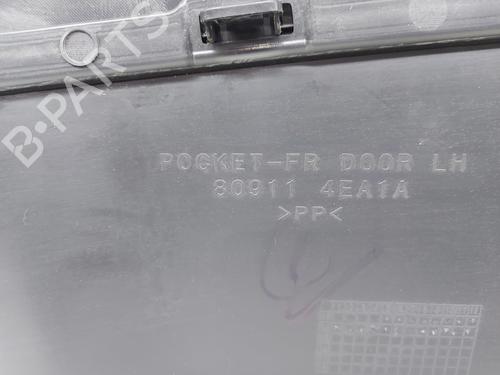 B-PARTS
POCKET-FR DOOR LH
80911 4EA1A
>PP<